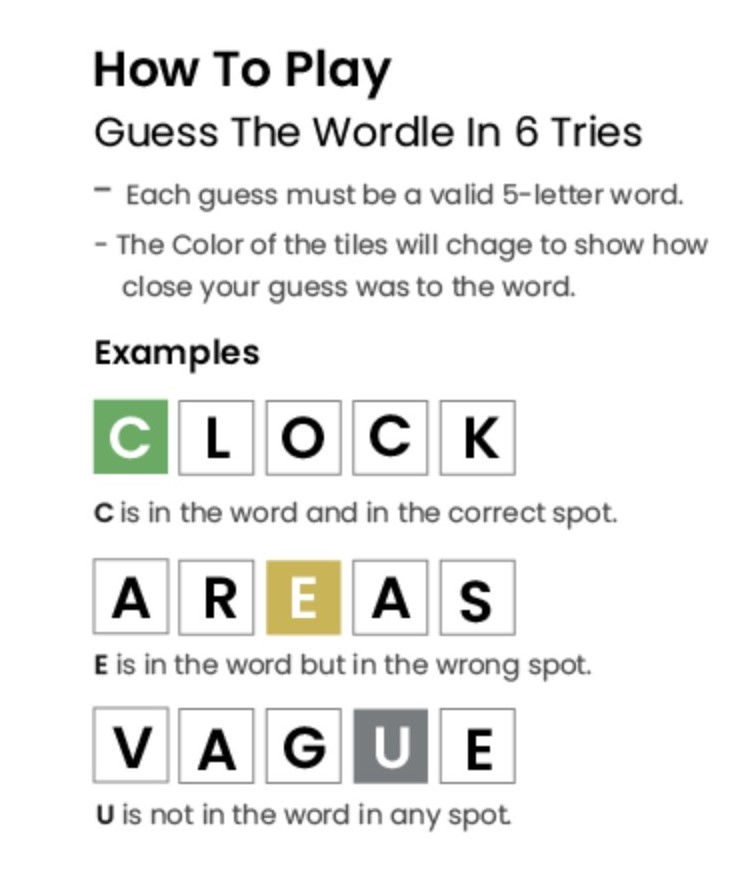 How To Play
Guess The Wordle In 6 Tries
- Each guess must be a valid 5-letter word.
- The Color of the tiles will chage to show how
close your guess was to the word.
Examples
C L O C K
C is in the word and in the correct spot.
A R E A S
E is in the word but in the wrong spot.
V A G U E
U is not in the word in any spot.